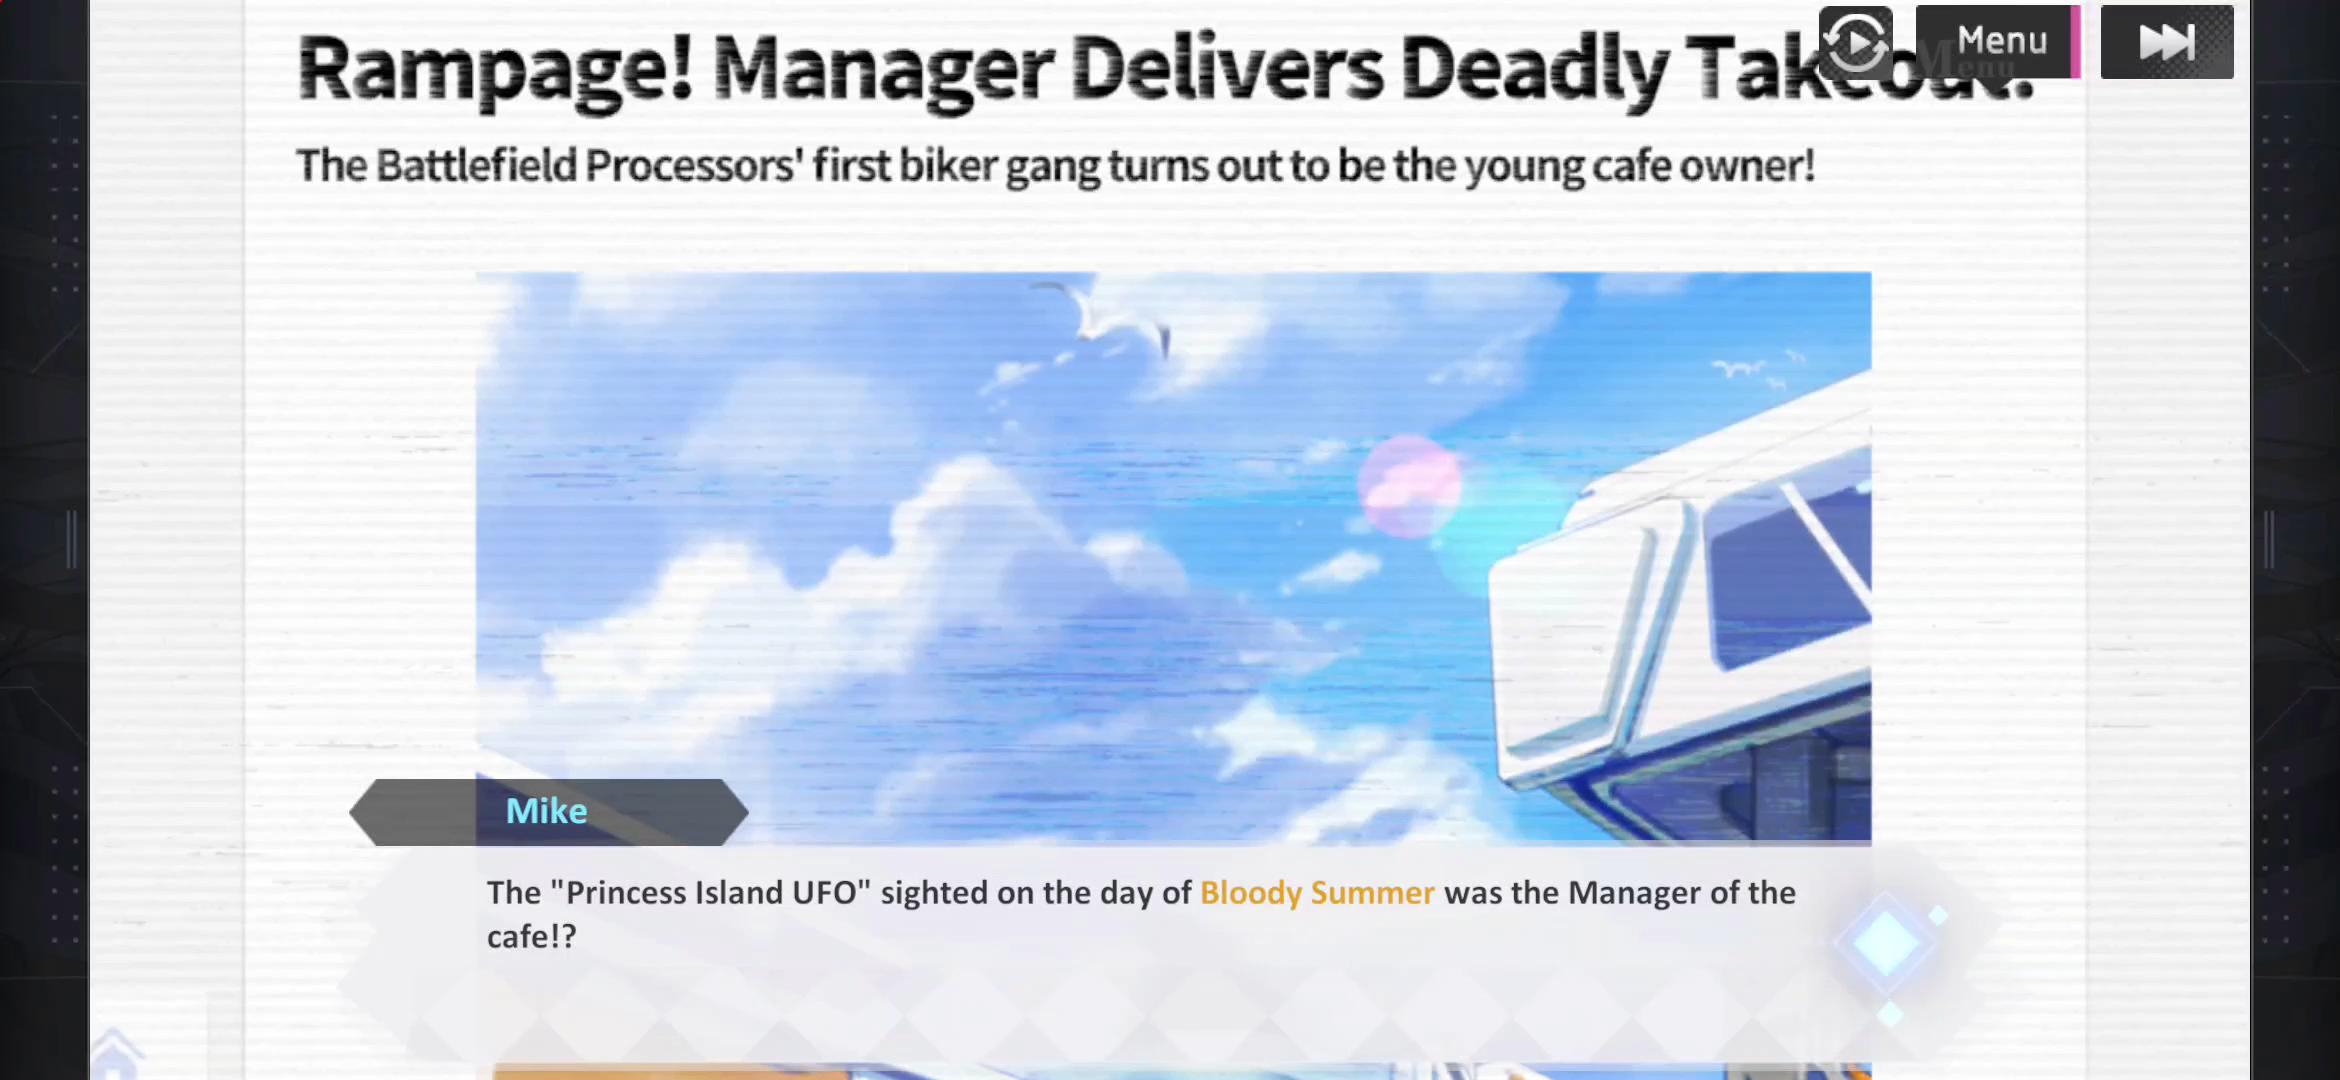 Rampage! Manager Delivers Deadly Takeout!
Menu
The Battlefield Processors' first biker gang turns out to be the young cafe owner!
Mike
The "Princess Island UFO" sighted on the day of Bloody Summer was the Manager of the
cafe!?